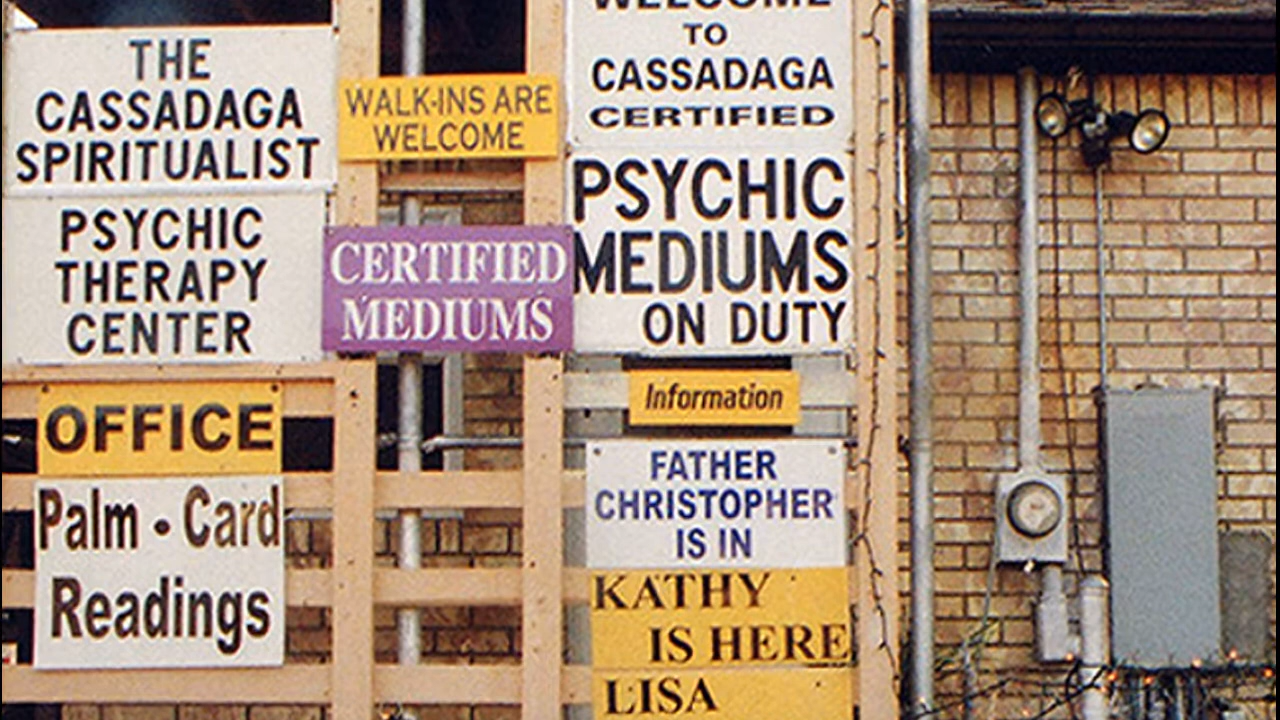 THE
CASSADAGA
SPIRITUALIST
PSYCHIC
THERAPY
CENTER
OFFICE
Palm - Card
Readings
WALK-INS ARE
WELCOME
CERTIFIED
MEDIUMS
WELCOME
TO
CASSADAGA
CERTIFIED
PSYCHIC
MEDIUMS
ON DUTY
Information
FATHER
CHRISTOPHER
IS IN
KATHY
IS HERE
LISA